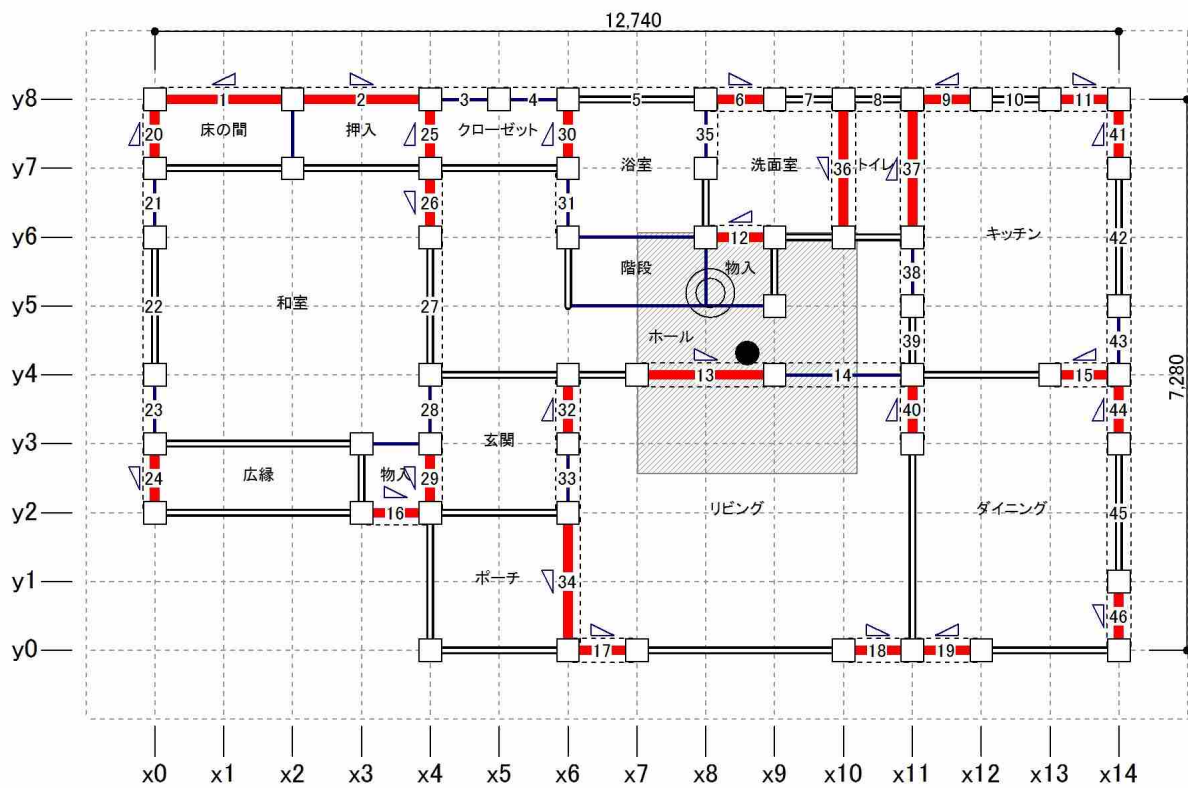 12,740
y8
1 2 3 4 5 6 7 8 9 10 11
20 床の間 押入 25 クローゼット 30 浴室 35 洗面室 36 トイレ 37 41
y7
21 26 31
y6
12 キッチン 42
階段 物入 38
22 和室 27
y5
ホール 39 43
7,280
y4
13 14 15
23 28 玄関 32 40 44
y3
24 広縁 物入 29 33
16
y2
リビング ダイニング 45
y1
ポーチ 34
46
y0
17 18 19
x0 x1 x2 x3 x4 x5 x6 x7 x8 x9 x10 x11 x12 x13 x14